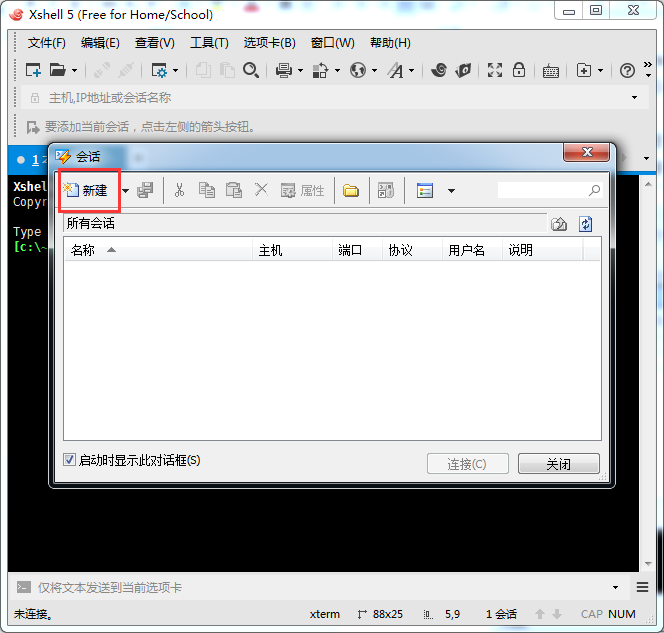 Xshell 5 (Free for Home/School)
文件(F) 编辑(E) 查看(V) 工具(T) 选项卡(B) 窗口(W) 帮助(H)
主机,IP地址或会话名称
要添加当前会话，点击左侧的箭头按钮。
1
会话
Xshel
新建 属性
Copyr
所有会话
Type
名称 主机 端口 协议 用户名 说明
[c:\~
启动时显示此对话框(S) 连接(C) 关闭
仅将文本发送到当前选项卡
未连接。 xterm 88x25 5,9 1 会话 CAP NUM